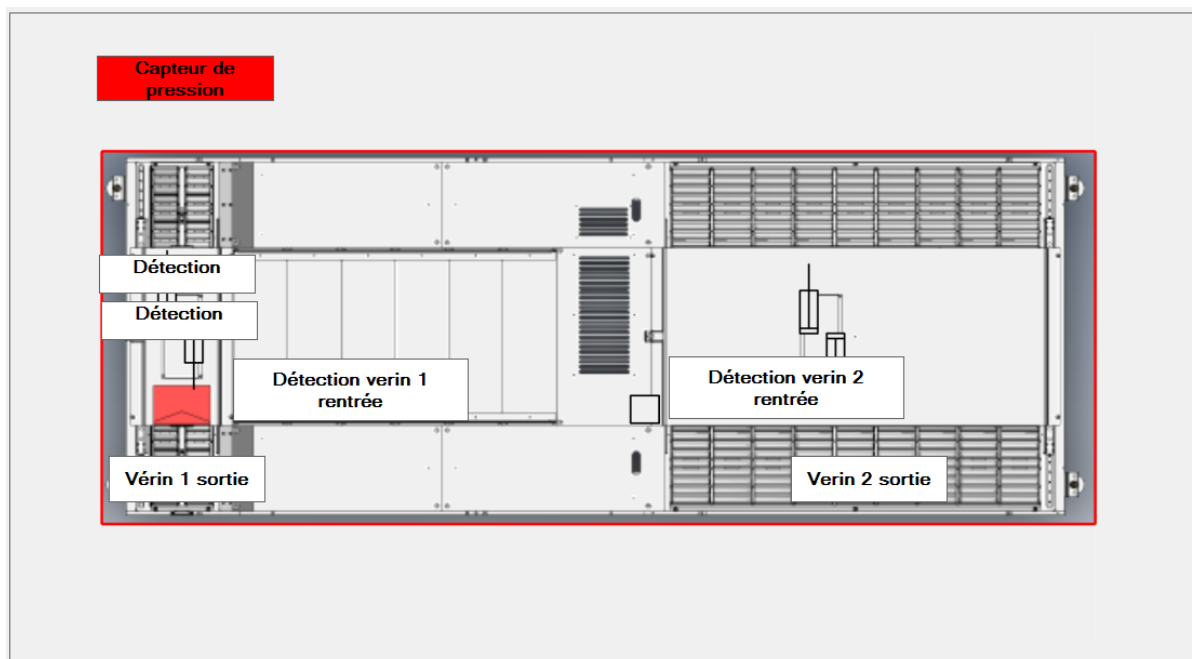 Capteur de
pression
Détection
Détection
Détection verin 1
rentrée
Détection verin 2
rentrée
Vérin 1 sortie
Verin 2 sortie